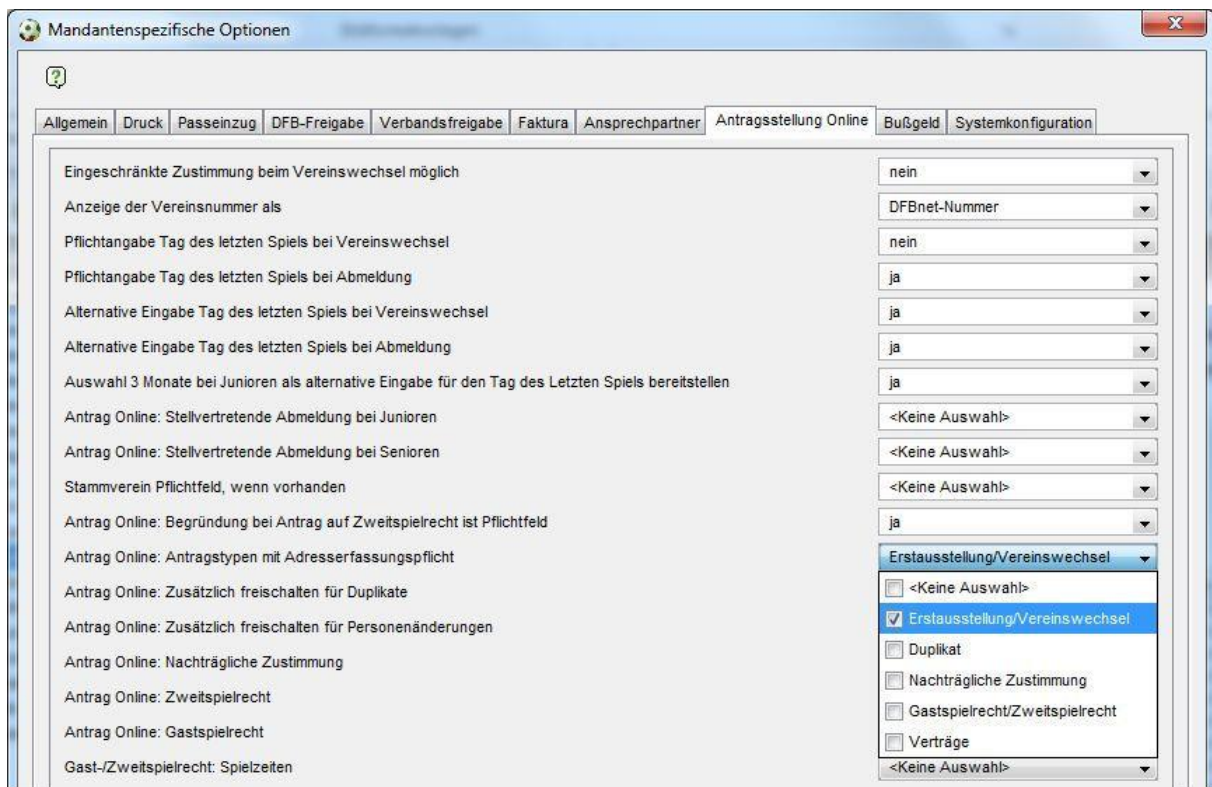 Mandantenspezifische Optionen
Allgemein Druck Passeinzug DFB-Freigabe Verbandsfreigabe Faktura Ansprechpartner Antragsstellung Online Bußgeld Systemkonfiguration
Eingeschränkte Zustimmung beim Vereinswechsel möglich nein
Anzeige der Vereinsnummer als DFBnet-Nummer
Pflichtangabe Tag des letzten Spiels bei Vereinswechsel nein
Pflichtangabe Tag des letzten Spiels bei Abmeldung ja
Alternative Eingabe Tag des letzten Spiels bei Vereinswechsel ja
Alternative Eingabe Tag des letzten Spiels bei Abmeldung ja
Auswahl 3 Monate bei Junioren als alternative Eingabe für den Tag des Letzten Spiels bereitstellen ja
Antrag Online: Stellvertretende Abmeldung bei Junioren <Keine Auswahl>
Antrag Online: Stellvertretende Abmeldung bei Senioren <Keine Auswahl>
Stammverein Pflichtfeld, wenn vorhanden <Keine Auswahl>
Antrag Online: Begründung bei Antrag auf Zweitspielrecht ist Pflichtfeld ja
Antrag Online: Antragstypen mit Adresserfassungspflicht Erstausstellung/Vereinswechsel
Antrag Online: Zusätzlich freischalten für Duplikate <Keine Auswahl>
Antrag Online: Zusätzlich freischalten für Personenänderungen Erstausstellung/Vereinswechsel
Antrag Online: Nachträgliche Zustimmung Duplikat
Nachträgliche Zustimmung
Antrag Online: Zweitspielrecht Gastspielrecht/Zweitspielrecht
Antrag Online: Gastspielrecht Verträge
Gast-/Zweitspielrecht: Spielzeiten <Keine Auswahl>